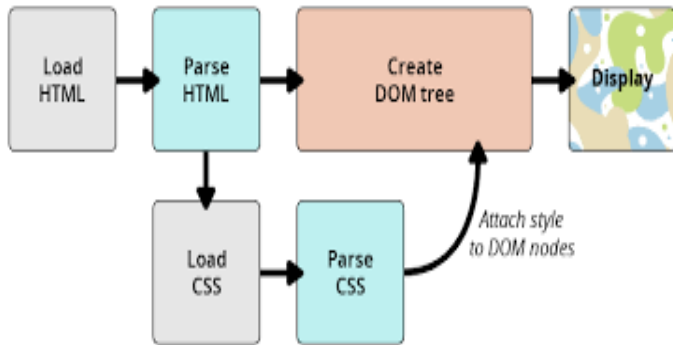 Load
HTML
Parse
HTML
Create
DOM tree
Display
Load
CSS
Parse
CSS
Attach style
to DOM nodes